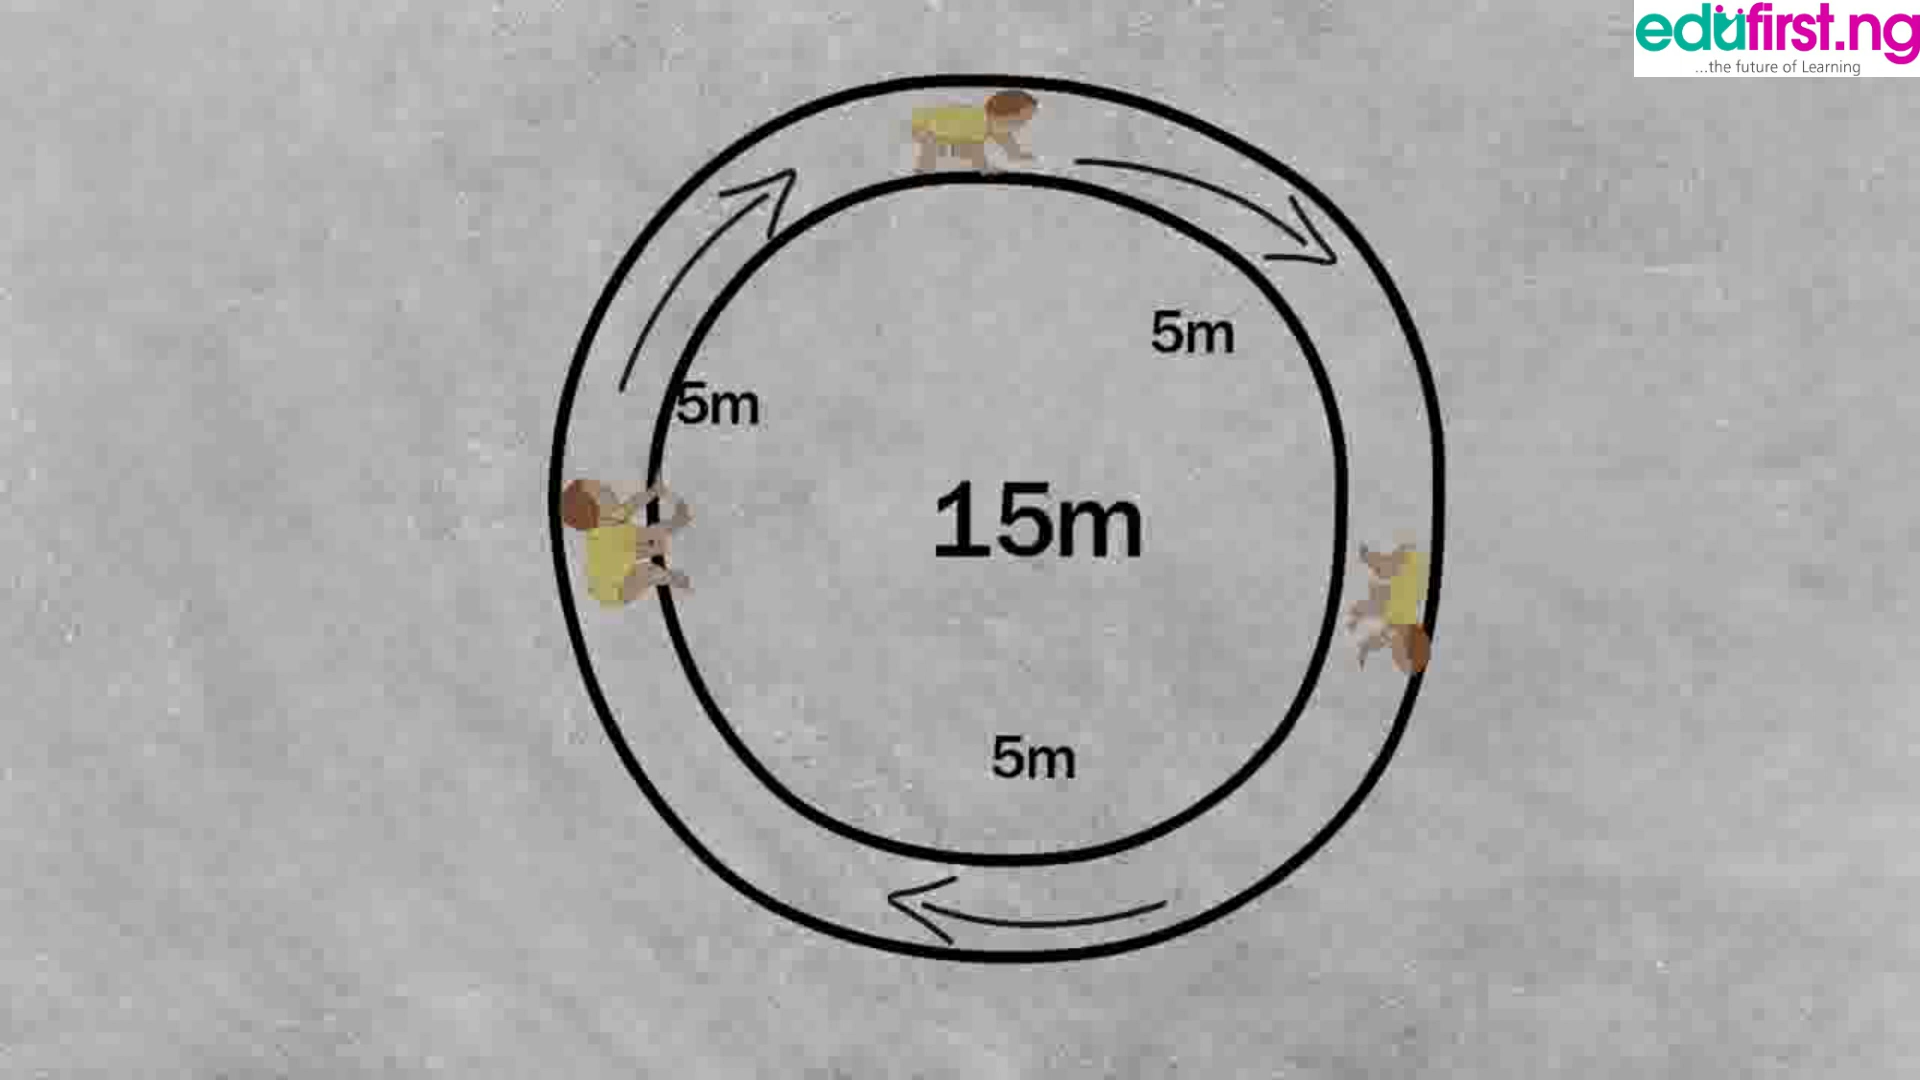 edufirst.ng
...the future of Learning
5m
5m
15m
5m